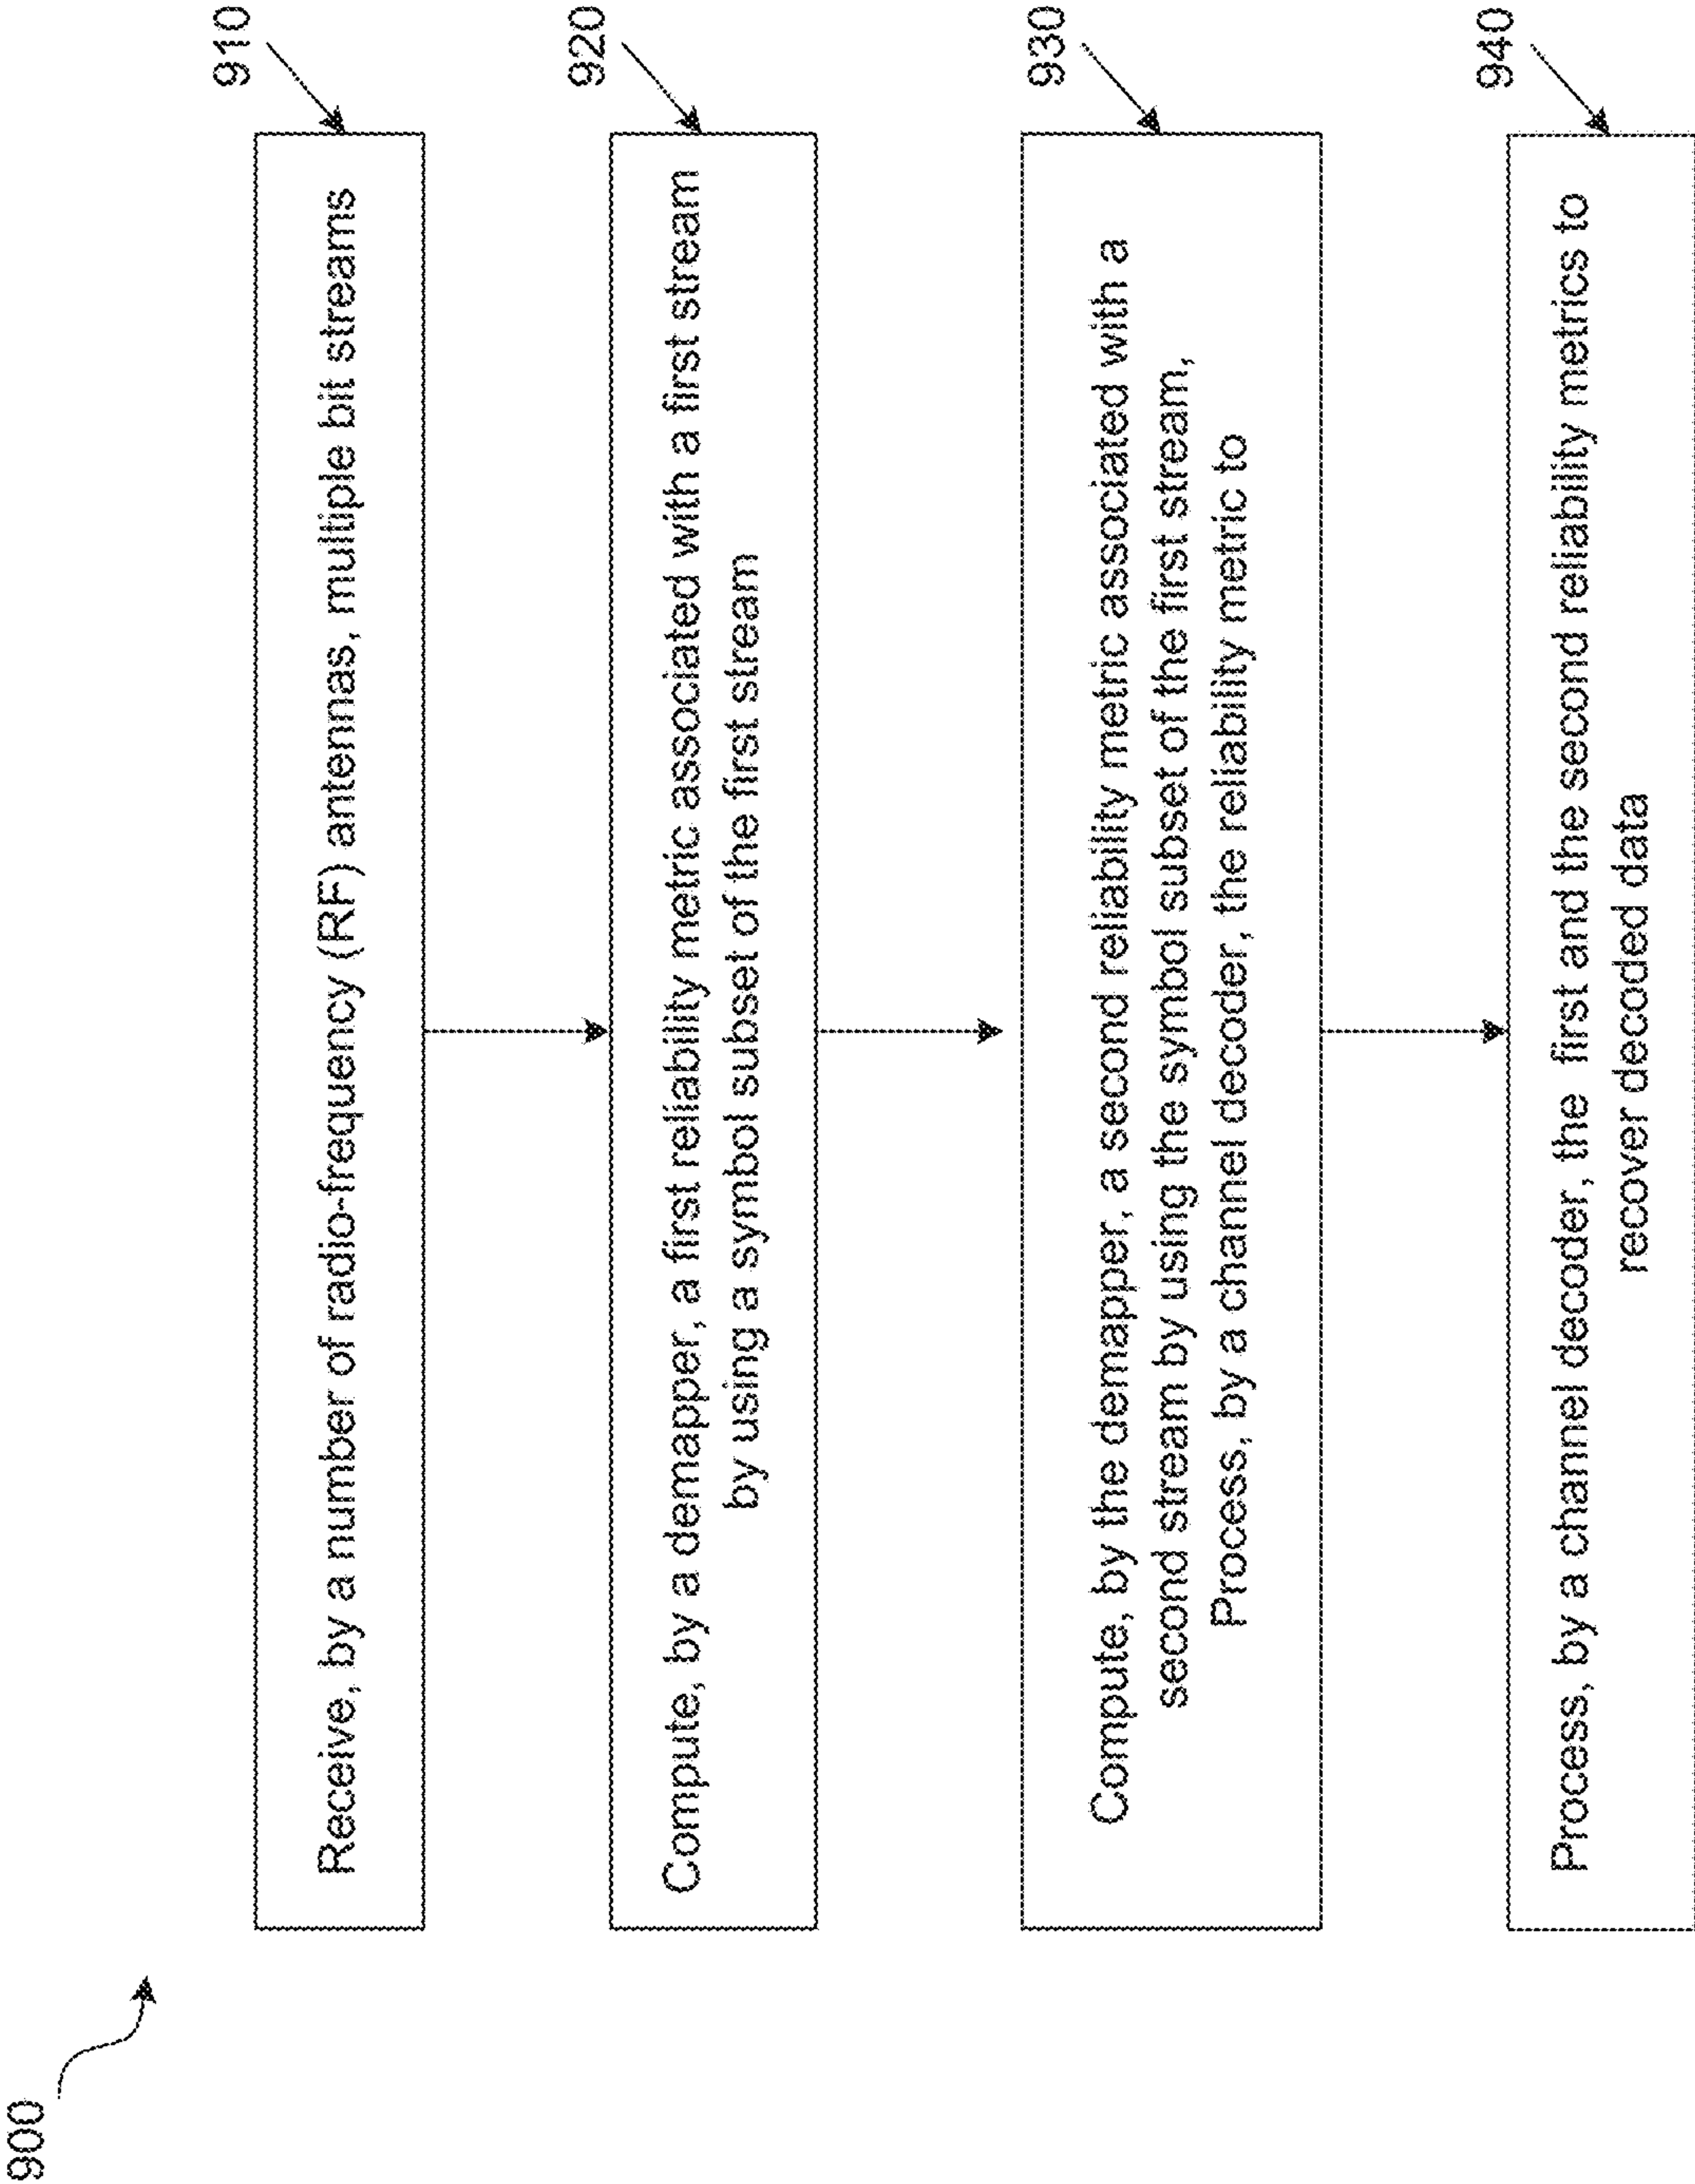 900
910
Receive, by a number of radio-frequency (RF) antennas, multiple bit streams
920
Compute, by a demapper, a first reliability metric associated with a first stream
by using a symbol subset of the first stream
930
Compute, by the demapper, a second reliability metric associated with a
second stream by using the symbol subset of the first stream,
Process, by a channel decoder, the reliability metric to
940
Process, by a channel decoder, the first and the second reliability metrics to
recover decoded data